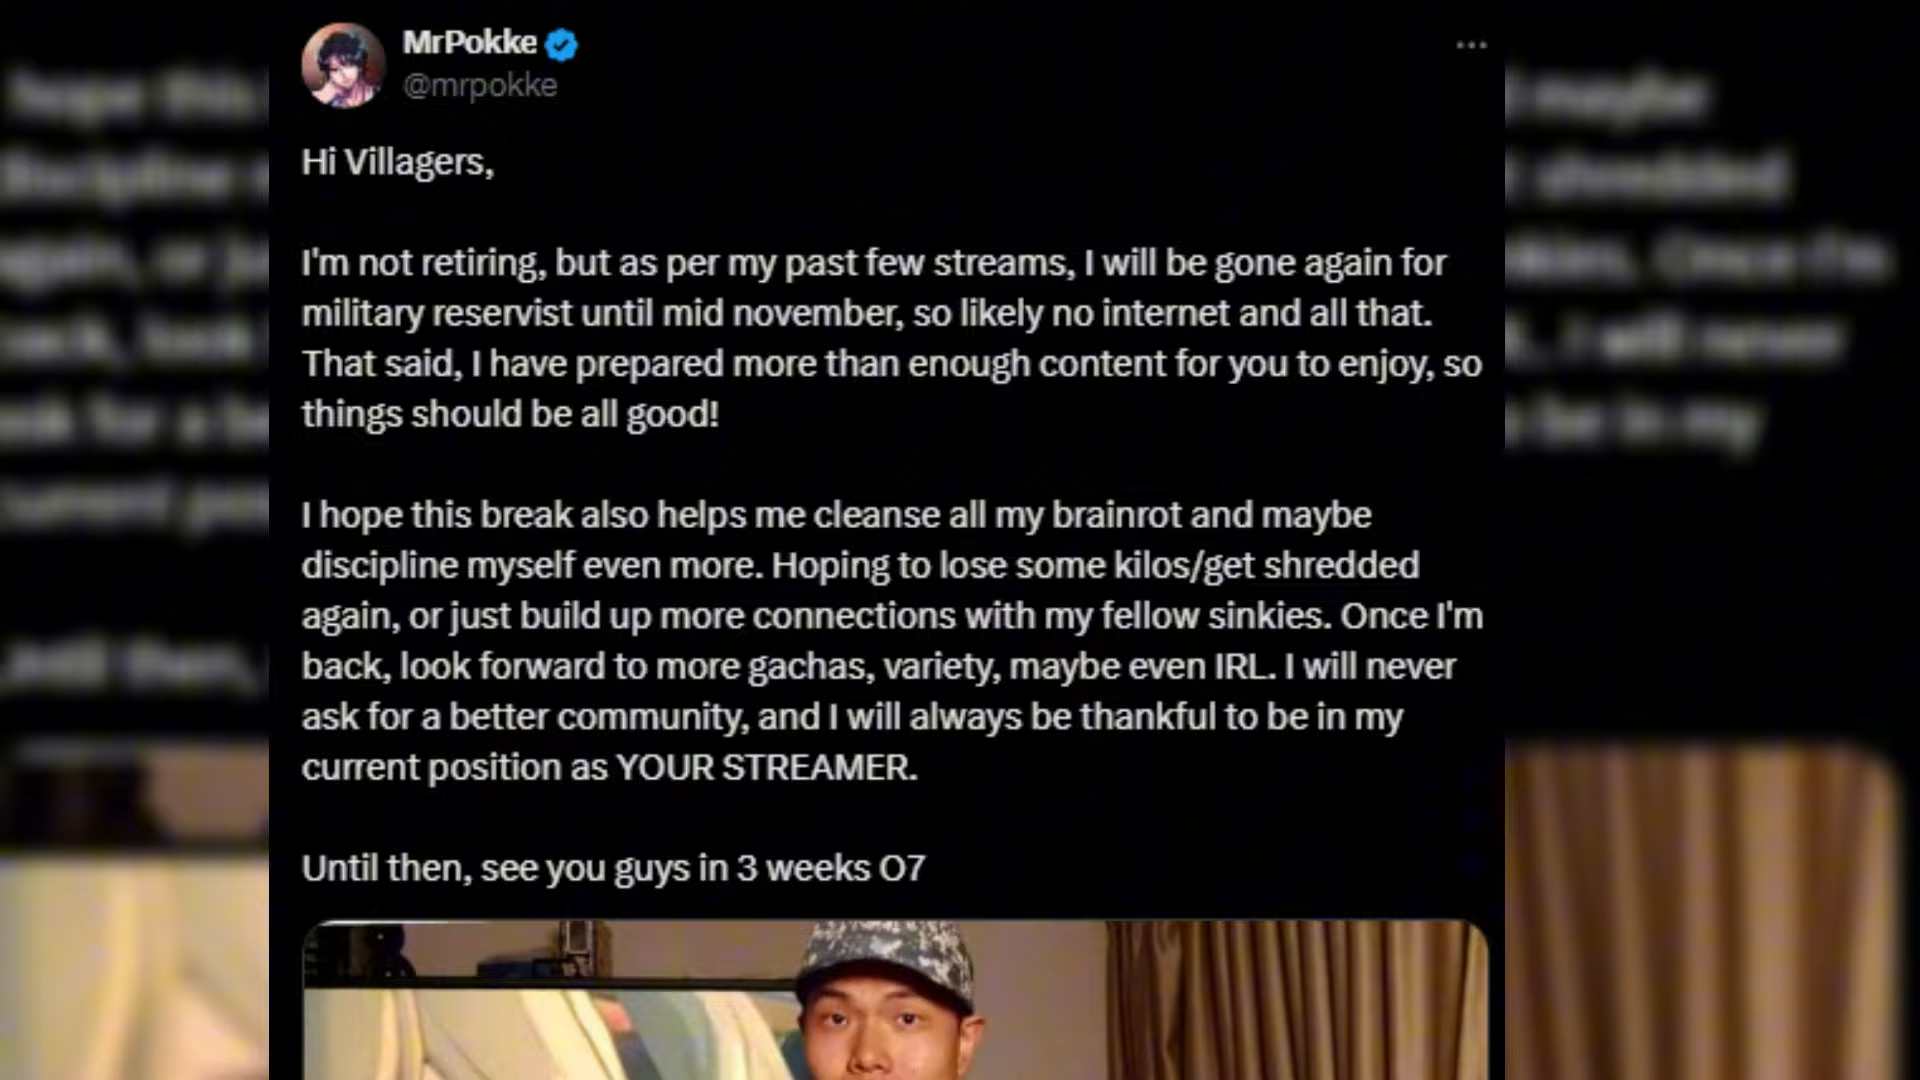 MrPokke
@mrpokke
Hi Villagers,
I'm not retiring, but as per my past few streams, I will be gone again for
military reservist until mid november, so likely no internet and all that.
That said, I have prepared more than enough content for you to enjoy, so
things should be all good!
I hope this break also helps me cleanse all my brainrot and maybe
discipline myself even more. Hoping to lose some kilos/get shredded
again, or just build up more connections with my fellow sinkies. Once I'm
back, look forward to more gachas, variety, maybe even IRL. I will never
ask for a better community, and I will always be thankful to be in my
current position as YOUR STREAMER.
Until then, see you guys in 3 weeks O7